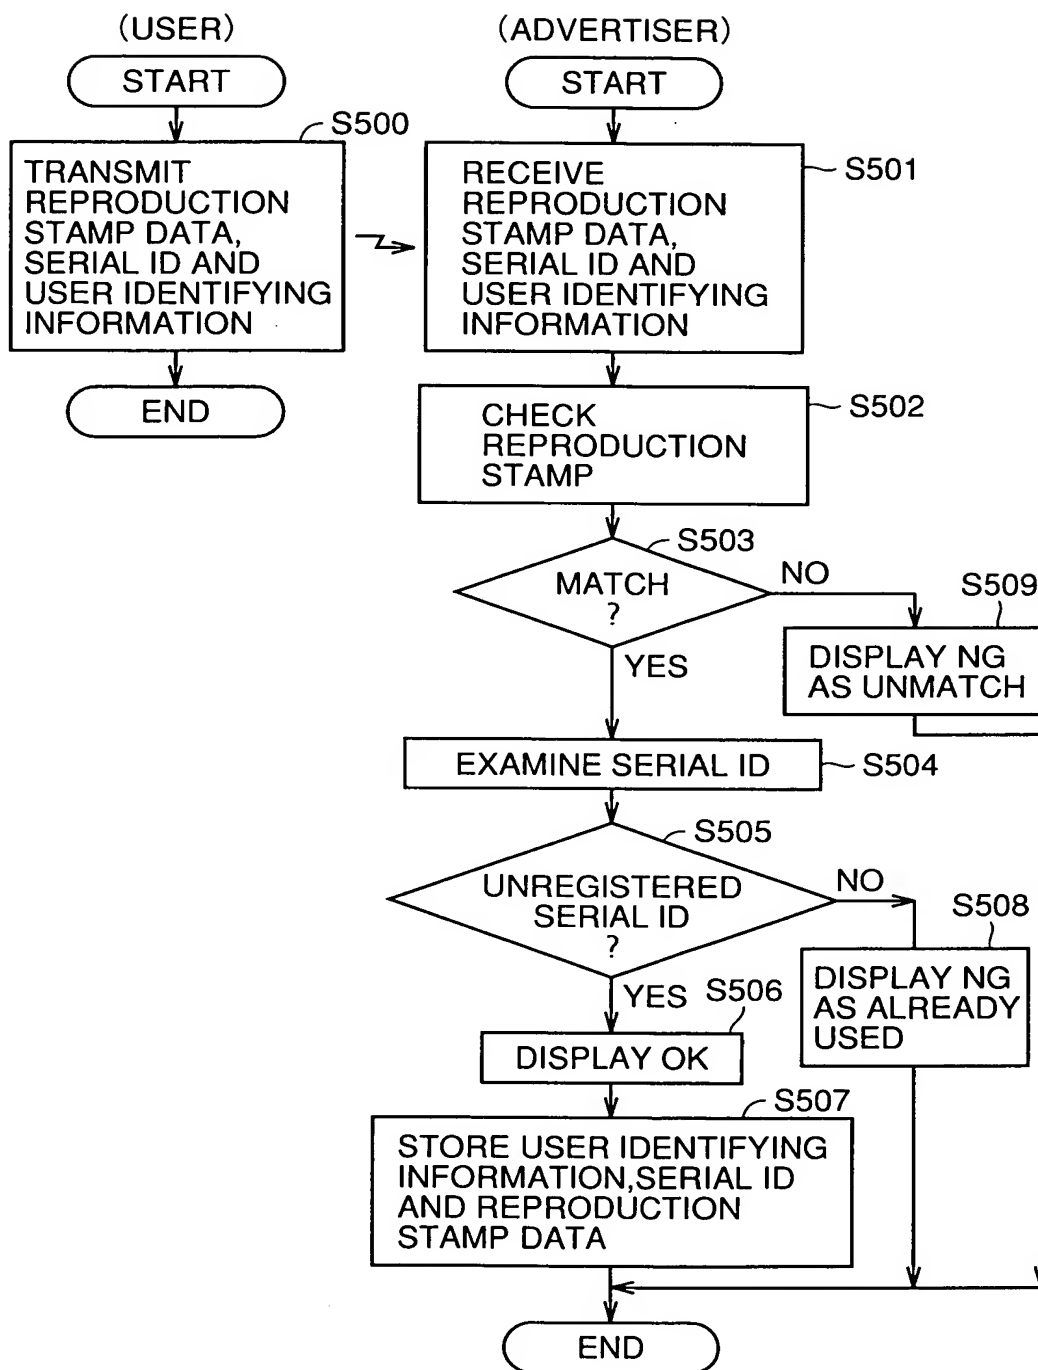 (USER)
START
S500
TRANSMIT
REPRODUCTION
STAMP DATA,
SERIAL ID AND
USER IDENTIFYING
INFORMATION
END
(ADVERTISER)
START
S501
RECEIVE
REPRODUCTION
STAMP DATA,
SERIAL ID AND
USER IDENTIFYING
INFORMATION
S502
CHECK
REPRODUCTION
STAMP
S503
MATCH
?
NO
YES
S509
DISPLAY NG
AS UNMATCH
EXAMINE SERIAL ID
S504
S505
UNREGISTERED
SERIAL ID
?
NO
YES
S508
DISPLAY NG
AS ALREADY
USED
S506
DISPLAY OK
S507
STORE USER IDENTIFYING
INFORMATION,SERIAL ID
AND REPRODUCTION
STAMP DATA
END